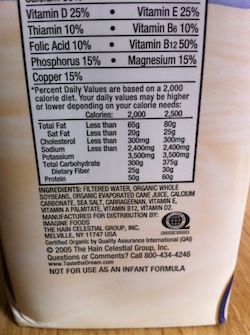 Vitamin D 25% • Vitamin E 25%
Thiamin 10% • Vitamin B6 10%
Folic Acid 10% • Vitamin B12 50%
Phosphorus 15% • Magnesium 15%
Copper 15%
*Percent Daily Values are based on a 2,000
calorie diet. Your daily values may be higher
or lower depending on your calorie needs:
Calories: 2,000 2,500
Total Fat Less than 65g 80g
Sat Fat Less than 20g 25g
Cholesterol Less than 300mg 300mg
Sodium Less than 2,400mg 2,400mg
Potassium 3,500mg 3,500mg
Total Carbohydrate 300g 375g
Dietary Fiber 25g 30g
Protein 50g 60g
INGREDIENTS: FILTERED WATER, ORGANIC WHOLE
SOYBEANS, ORGANIC EVAPORATED CANE JUICE, CALCIUM
CARBONATE, SEA SALT, CARRAGEENAN, VITAMIN E,
VITAMIN A PALMITATE, VITAMIN B12, VITAMIN D2.
MANUFACTURED FOR DISTRIBUTION BY:
IMAGINE FOODS
THE HAIN CELESTIAL GROUP, INC.
MELVILLE, NY 11747 USA
Certified Organic by Quality Assurance International (QAI)
© 2005 The Hain Celestial Group, Inc.
Questions or Comments? Call 800-434-4246
www.TastetheDream.com
NOT FOR USE AS AN INFANT FORMULA